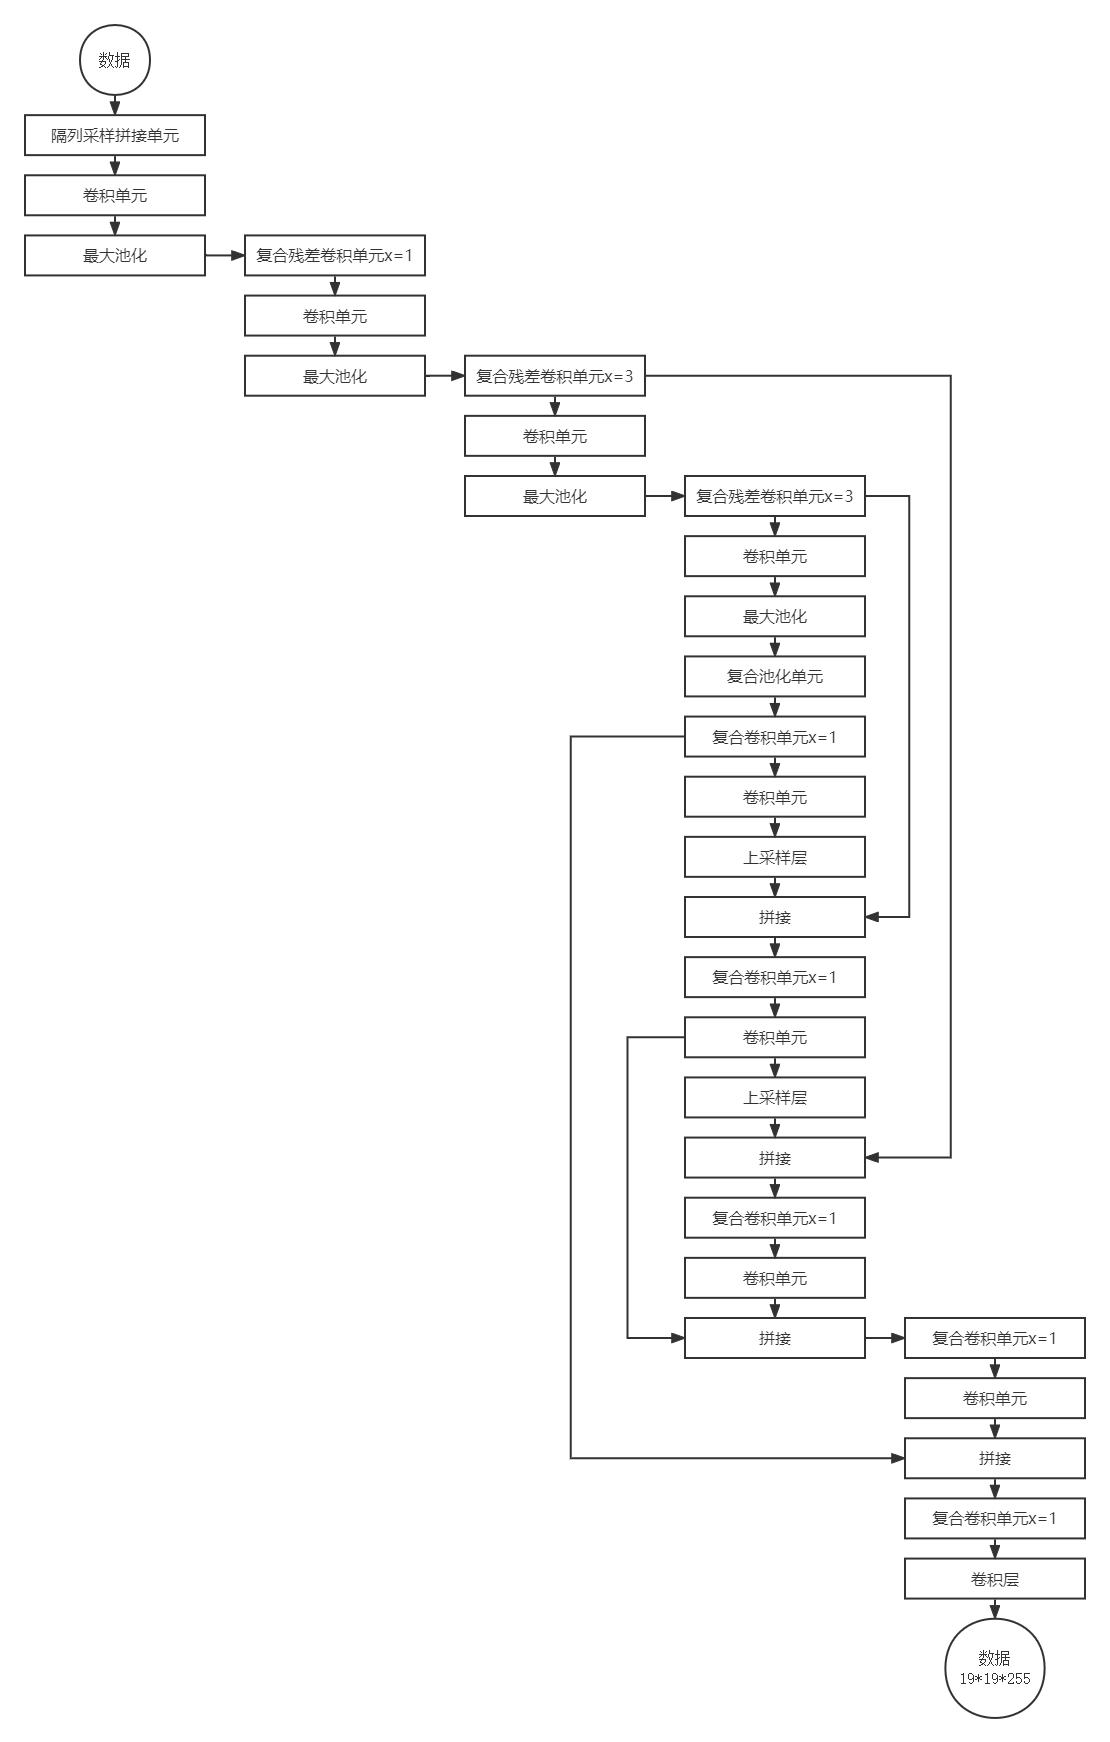 数据
隔列采样拼接单元
卷积单元
最大池化
复合残差卷积单元x=1
卷积单元
最大池化
复合残差卷积单元x=3
卷积单元
最大池化
复合残差卷积单元x=3
卷积单元
最大池化
复合池化单元
复合卷积单元x=1
卷积单元
上采样层
拼接
复合卷积单元x=1
卷积单元
上采样层
拼接
复合卷积单元x=1
卷积单元
拼接
复合卷积单元x=1
卷积单元
拼接
复合卷积单元x=1
卷积层
数据
19*19*255